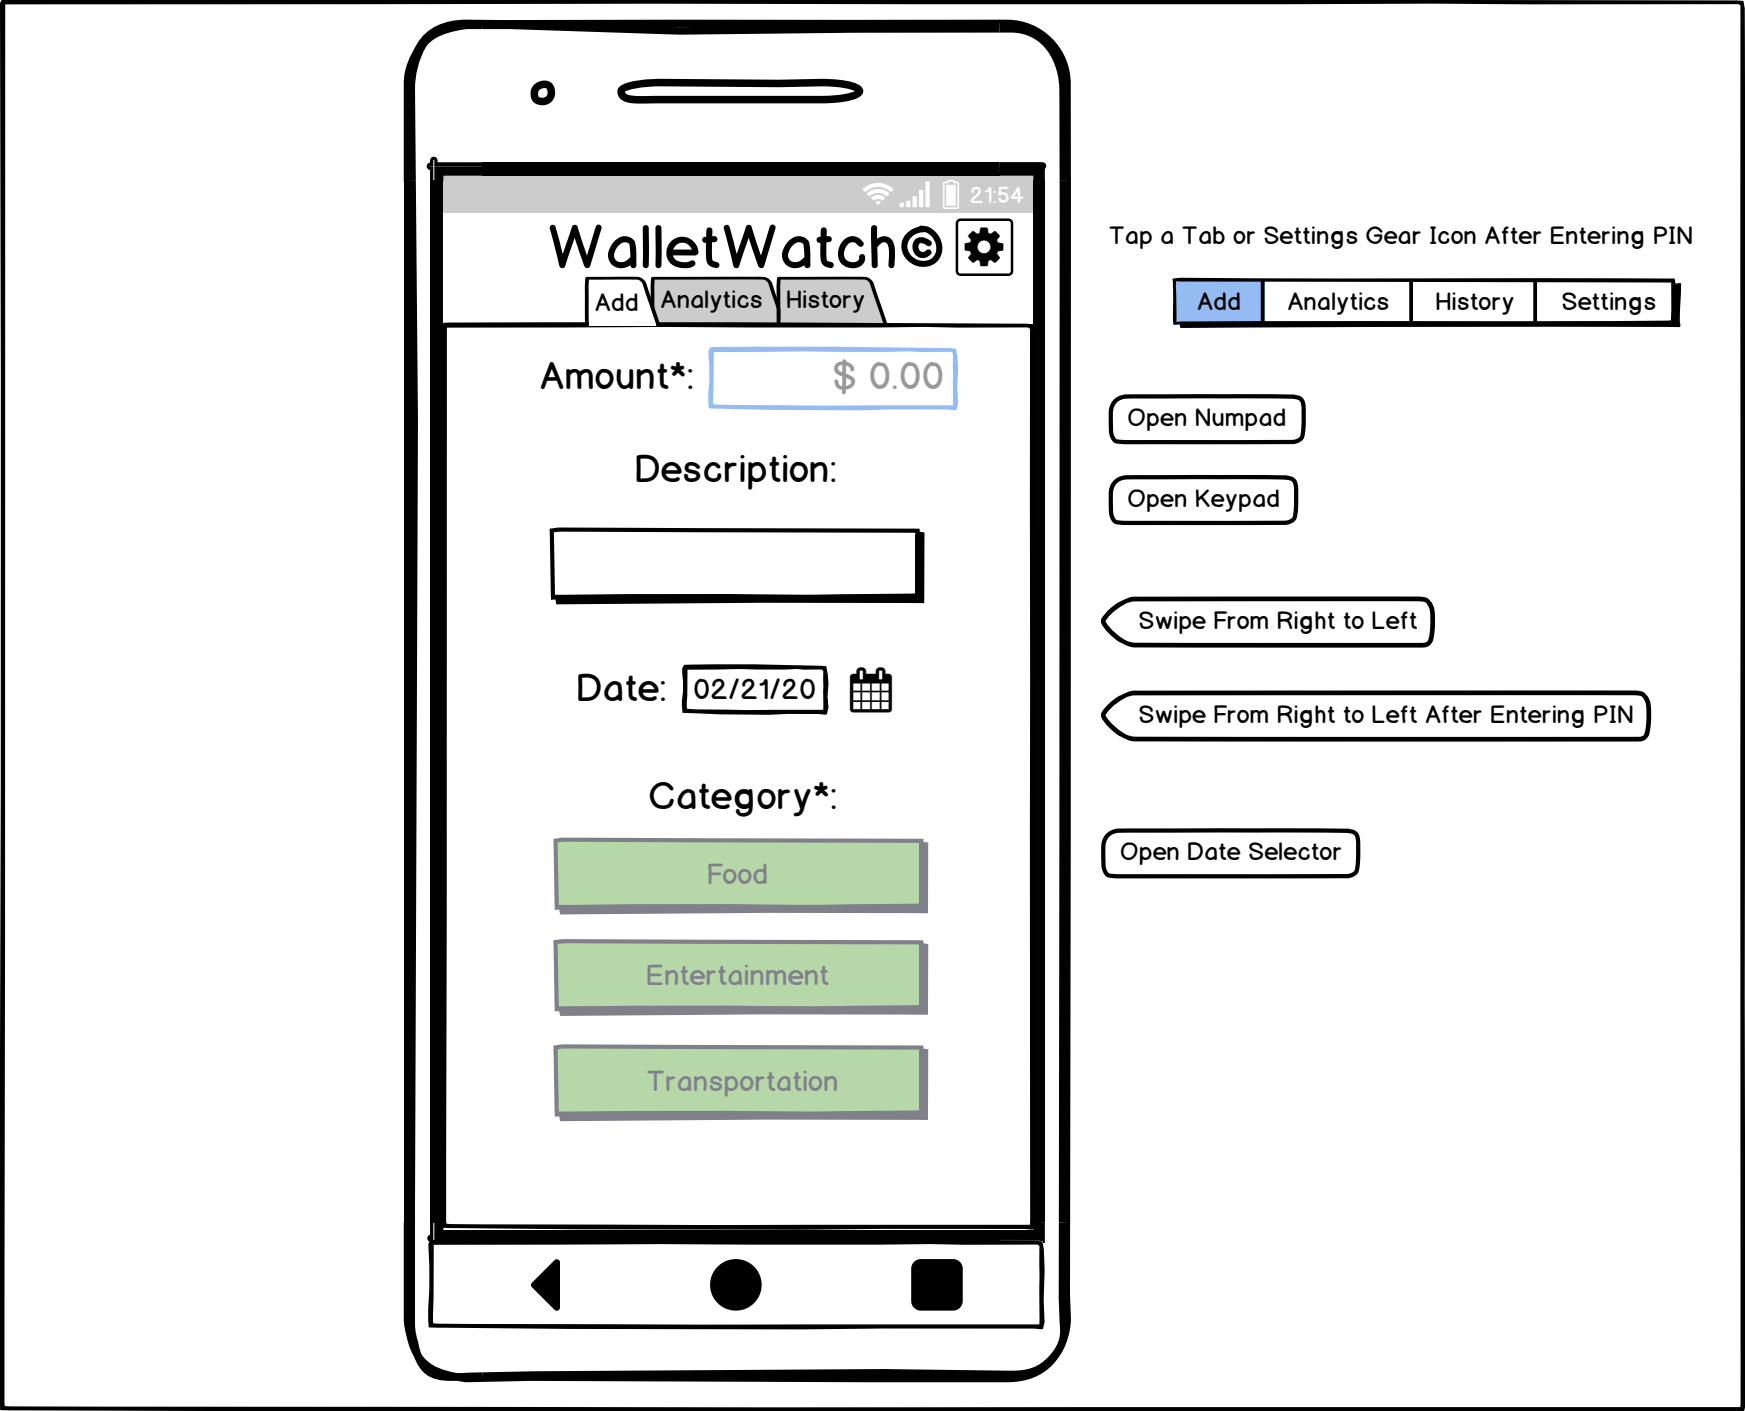 21:54
WalletWatch©
Add Analytics History
Amount*: $ 0.00
Description:
Date: 02/21/20
Category*:
Food
Entertainment
Transportation
Tap a Tab or Settings Gear Icon After Entering PIN
Add Analytics History Settings
Open Numpad
Open Keypad
Swipe From Right to Left
Swipe From Right to Left After Entering PIN
Open Date Selector